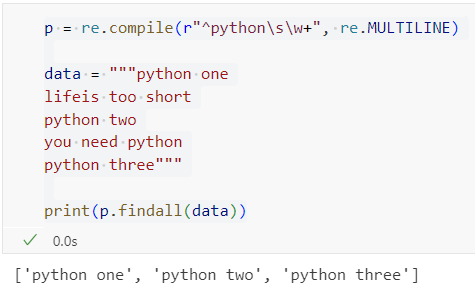 p = re.compile(r"^python\s\w+", re.MULTILINE)
data = """python one
lifeis too short
python two
you need python
python three"""
print(p.findall(data))
0.0s
['python one', 'python two', 'python three']